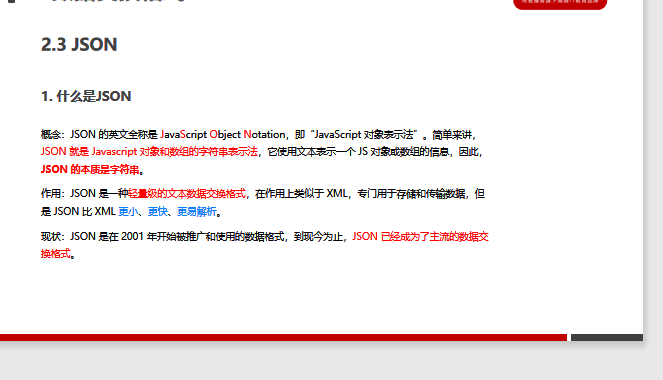 2.3 JSON
1. 什么是JSON
概念：JSON 的英文全称是 JavaScript Object Notation，即“JavaScript 对象表示法”。简单来讲，
JSON 就是 Javascript 对象和数组的字符串表示法，它使用文本表示一个 JS 对象或数组的信息，因此，
JSON 的本质是字符串。
作用：JSON 是一种轻量级的文本数据交换格式，在作用上类似于 XML，专门用于存储和传输数据，但
是 JSON 比 XML 更小、更快、更易解析。
现状：JSON 是在 2001 年开始被推广和使用的数据格式，到现今为止，JSON 已经成为了主流的数据交
换格式。